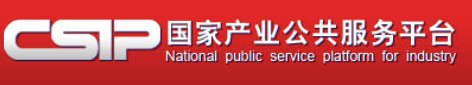 CSIP 国家产业公共服务平台
National public service platform for industry